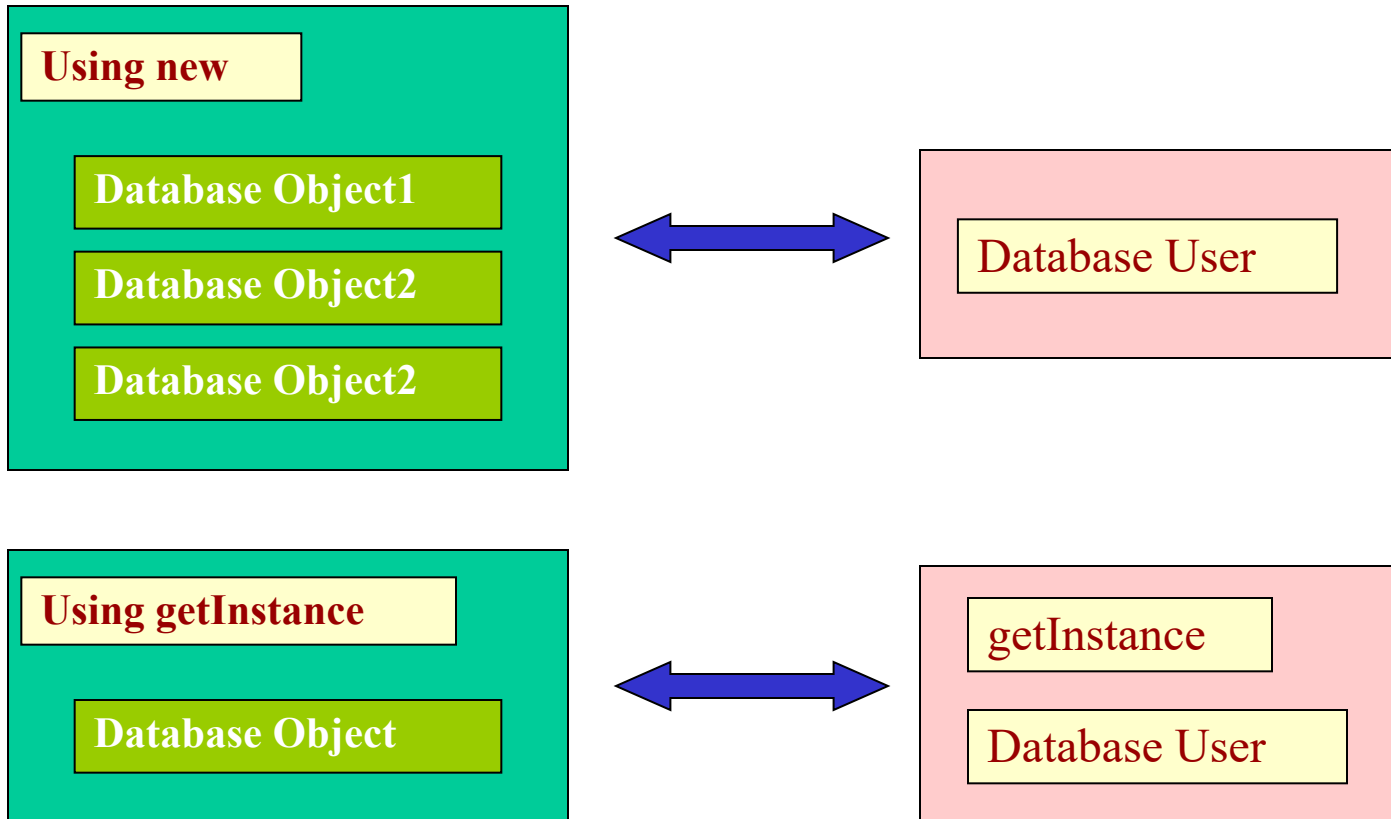 Using new
Database Object1
Database Object2
Database Object2
Database User
Using getInstance
Database Object
getInstance
Database User